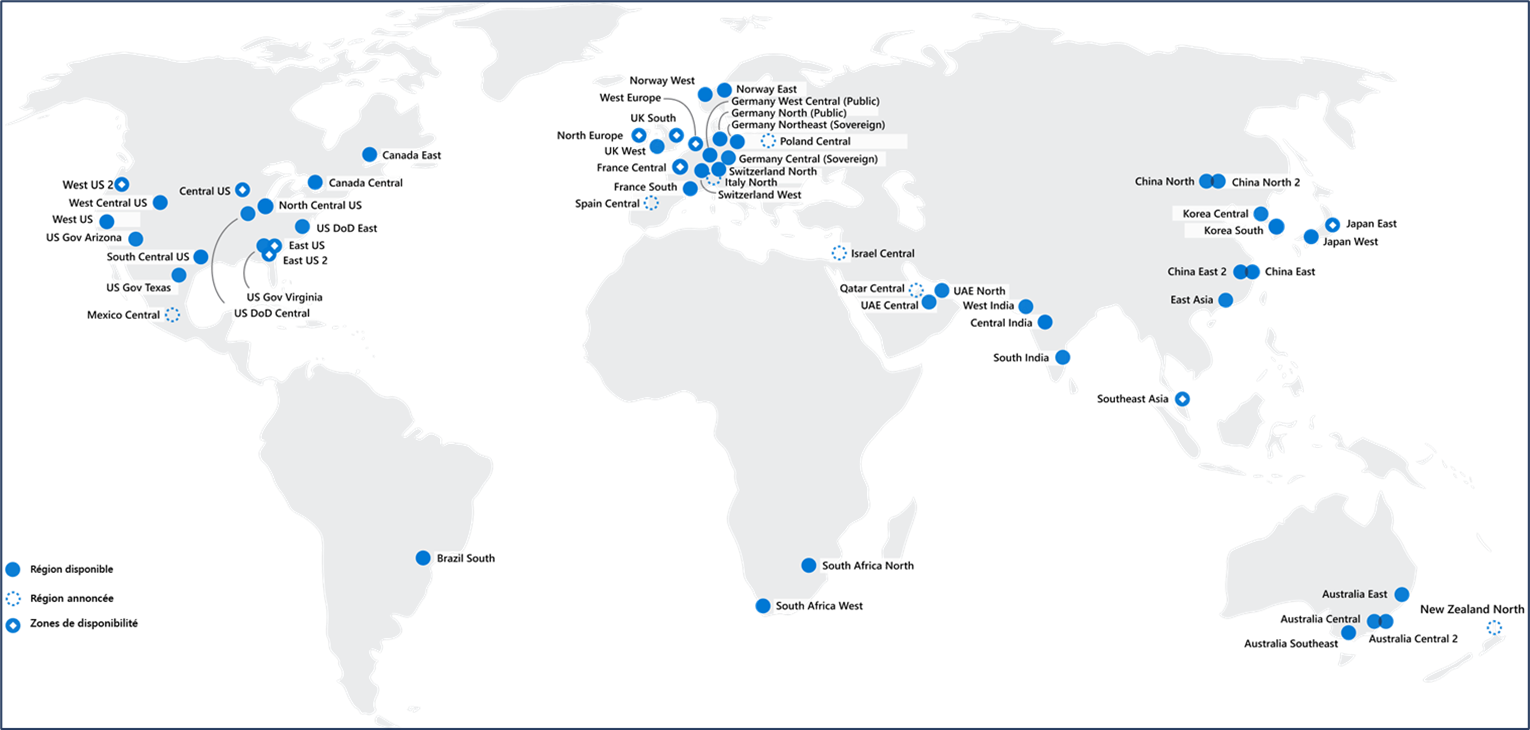 Norway West
Norway East
West Europe
Germany West Central (Public)
Germany North (Public)
UK South
Germany Northeast (Sovereign)
North Europe
Poland Central
UK West
Germany Central (Sovereign)
France Central
Switzerland North
Italy North
France South
Switzerland West
Spain Central
Canada East
Canada Central
West US 2
Central US
West Central US
North Central US
West US
US DoD East
US Gov Arizona
East US
South Central US
East US 2
US Gov Texas
US Gov Virginia
US DoD Central
Mexico Central
China North
China North 2
Korea Central
Korea South
Japan East
Japan West
Israel Central
China East 2
China East
Qatar Central
UAE North
UAE Central
West India
East Asia
Central India
South India
Southeast Asia
Brazil South
South Africa North
South Africa West
Australia East
New Zealand North
Australia Central
Australia Central 2
Australia Southeast
Région disponible
Région annoncée
Zones de disponibilité